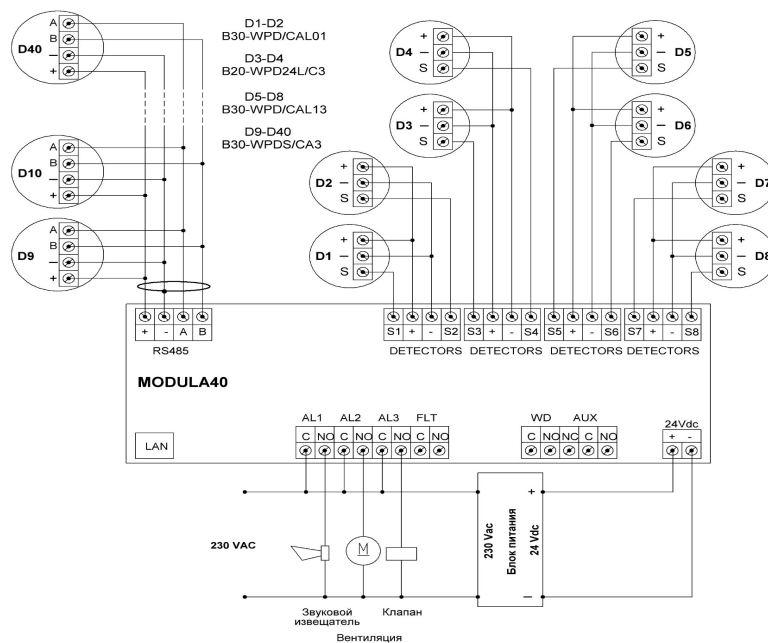 D1-D2
B30-WPD/CAL01
D3-D4
B20-WPD24L/C3
D5-D8
B30-WPD/CAL13
D9-D40
B30-WPDS/CA3
D40
A
B
−
+
D10
A
B
−
+
D9
A
B
−
+
D4
+
−
S
D3
+
−
S
D2
+
−
S
D1
+
−
S
D5
+
−
S
D6
+
−
S
D7
+
−
S
D8
+
−
S
+ - A B
RS485
S1 + - S2 S3 + - S4 S5 + - S6 S7 + - S8
DETECTORS DETECTORS DETECTORS DETECTORS
MODULA40
LAN
AL1 AL2 AL3 FLT
C NO C NO C NO C NO
WD AUX
C NO NC C NO
24Vdc
+ -
230 VAC
M
Звуковой
извещатель
Клапан
Вентиляция
230 Vac
Блок питания
24 Vdc
+
−